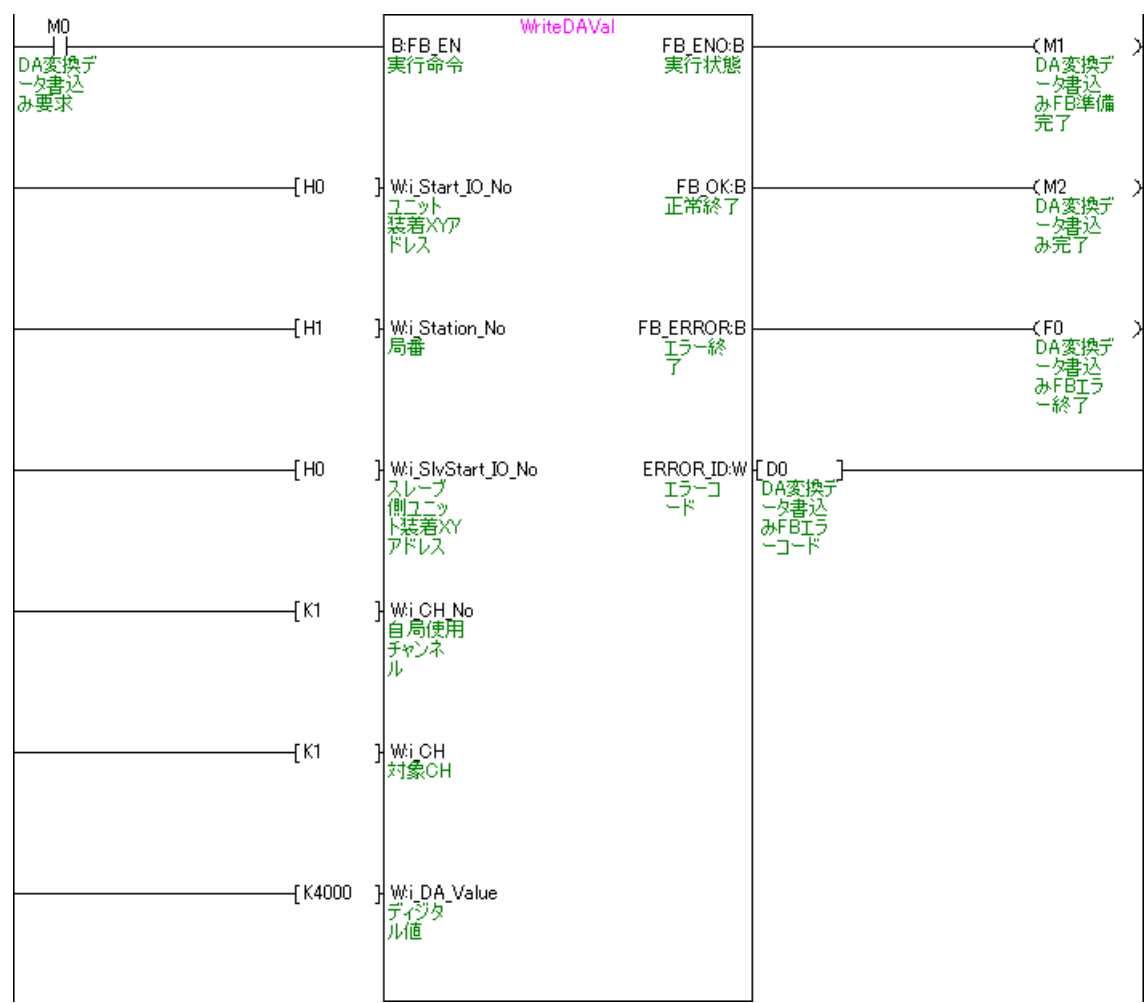 M0
DA変換デ
ータ書込
み要求
WriteDAVal
B:FB_EN
実行命令
FB_ENO:B
実行状態
(M1 )
DA変換デ
ータ書込
みFB準備
完了
[H0 ]
W:i_Start_IO_No
ユニット
装着XYア
ドレス
FB_OK:B
正常終了
(M2 )
DA変換デ
ータ書込
み完了
[H1 ]
W:i_Station_No
局番
FB_ERROR:B
エラー終
了
(F0 )
DA変換デ
ータ書込
みFBエラ
ー終了
[H0 ]
W:i_SlvStart_IO_No
スレーブ
側ユニッ
ト装着XY
アドレス
ERROR_ID:W
エラーコ
ード
[D0 ]
DA変換デ
ータ書込
みFBエラ
ーコード
[K1 ]
W:i_CH_No
自局使用
チャンネ
ル
[K1 ]
W:i_CH
対象CH
[K4000 ]
W:i_DA_Value
ディジタ
ル値